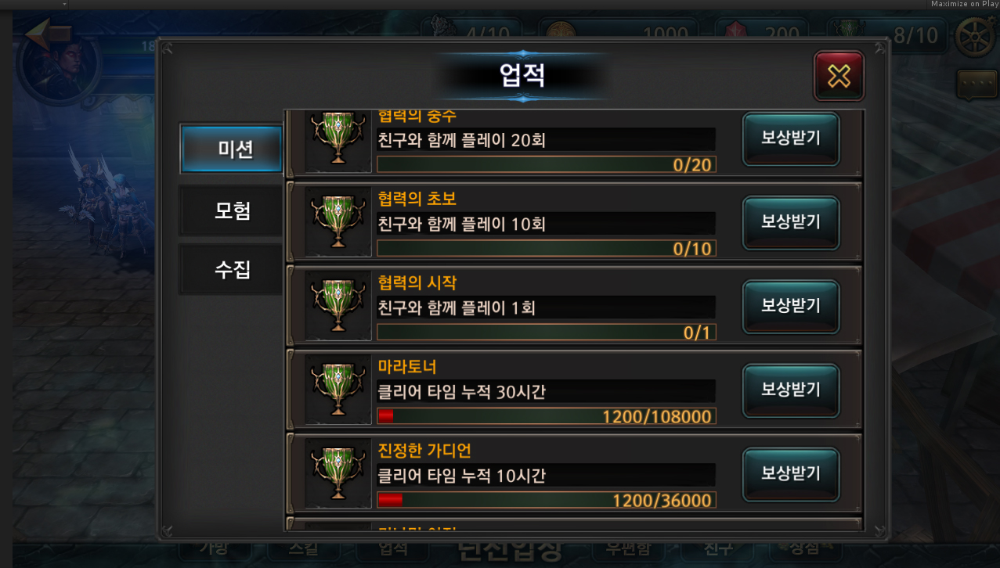 Maximize on Play
4/10
1000
200
8/10
18
업적
미션
모험
수집
협력의 중수
친구와 함께 플레이 20회
0/20
보상받기
협력의 초보
친구와 함께 플레이 10회
0/10
보상받기
협력의 시작
친구와 함께 플레이 1회
0/1
보상받기
마라토너
클리어 타임 누적 30시간
1200/108000
보상받기
진정한 가디언
클리어 타임 누적 10시간
1200/36000
보상받기
가방
스킬
업적
던전입장
우편함
친구
상점